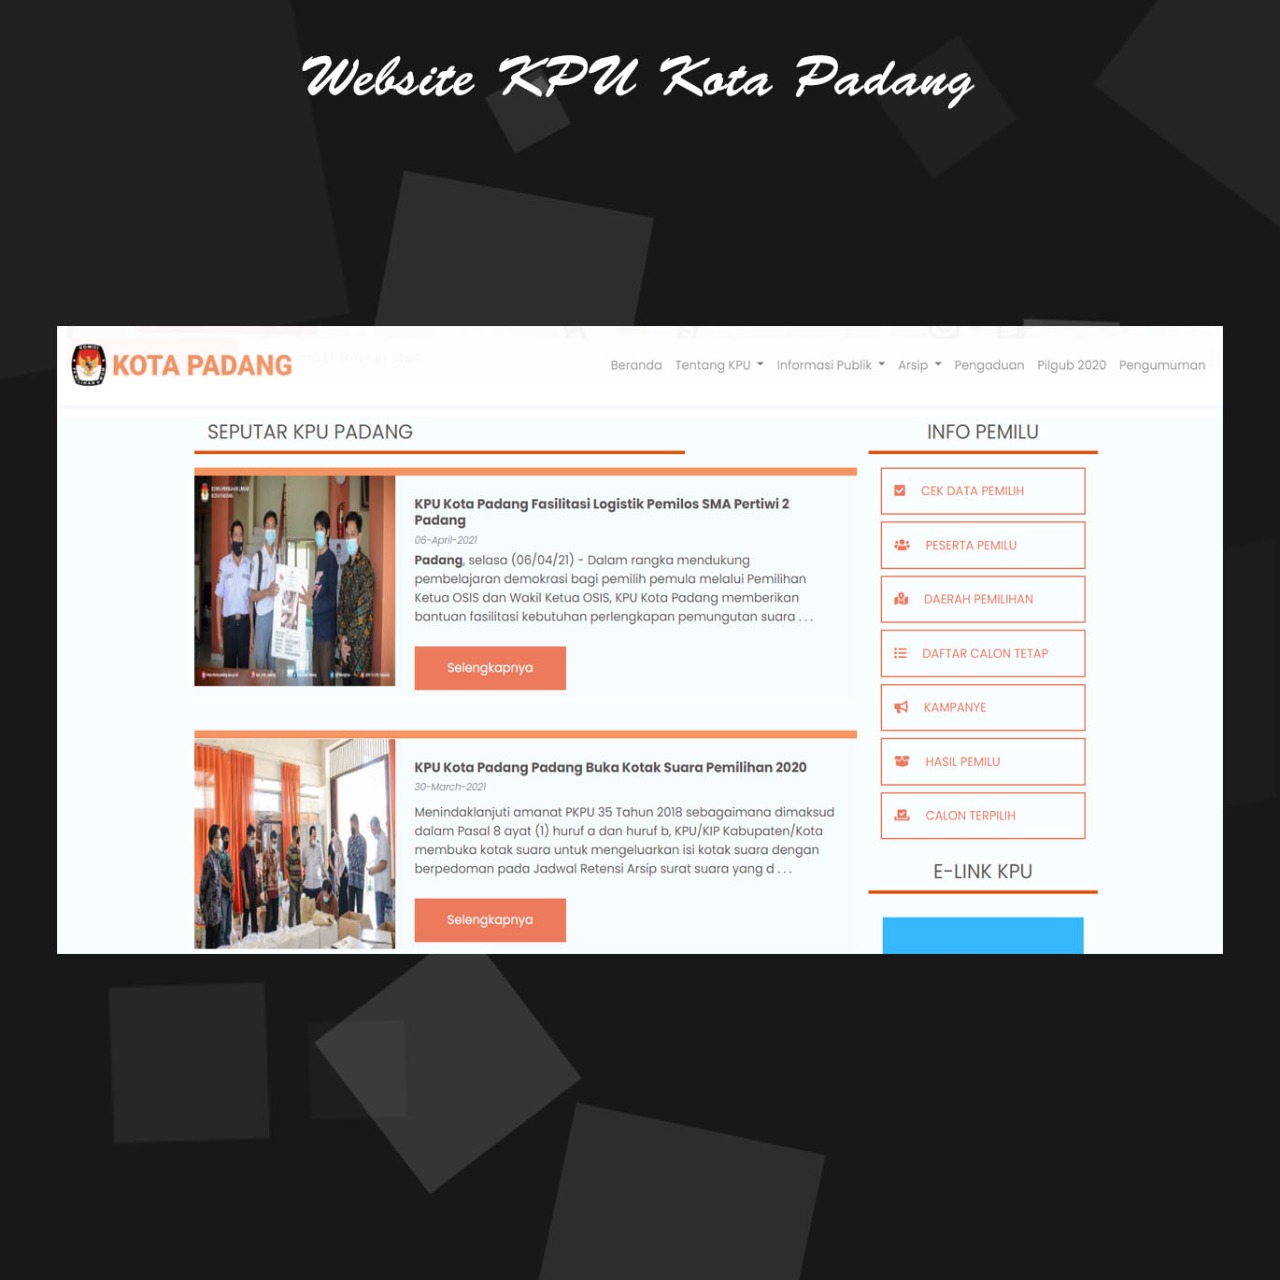 Website KPU Kota Padang
KOTA PADANG
Beranda Tentang KPU Informasi Publik Arsip Pengaduan Pilgub 2020 Pengumuman
SEPUTAR KPU PADANG
KPU Kota Padang Fasilitasi Logistik Pemilos SMA Pertiwi 2
Padang
06-April-2021
Padang, selasa (06/04/21) - Dalam rangka mendukung
pembelajaran demokrasi bagi pemilih pemula melalui Pemilihan
Ketua OSIS dan Wakil Ketua OSIS, KPU Kota Padang memberikan
bantuan fasilitasi kebutuhan perlengkapan pemungutan suara . . .
Selengkapnya
KPU Kota Padang Padang Buka Kotak Suara Pemilihan 2020
30-March-2021
Menindaklanjuti amanat PKPU 35 Tahun 2018 sebagaimana dimaksud
dalam Pasal 8 ayat (1) huruf a dan huruf b, KPU/KIP Kabupaten/Kota
membuka kotak suara untuk mengeluarkan isi kotak suara dengan
berpedoman pada Jadwal Retensi Arsip surat suara yang d . . .
Selengkapnya
INFO PEMILU
CEK DATA PEMILIH
PESERTA PEMILU
DAERAH PEMILIHAN
DAFTAR CALON TETAP
KAMPANYE
HASIL PEMILU
CALON TERPILIH
E-LINK KPU